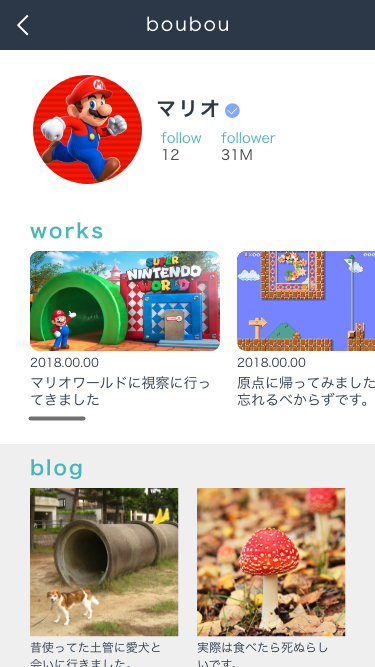 boubou
マリオ
follow
follower
12
31M
works
SUPER
NINTENDO
WORLD
2018.00.00
マリオワールドに視察に行っ
てきました
2018.00.00
原点に帰ってみました
忘れるべからずです。
blog
昔使ってた土管に愛犬と
会いに行きました。
実際は食べたら死ぬらし
いです。